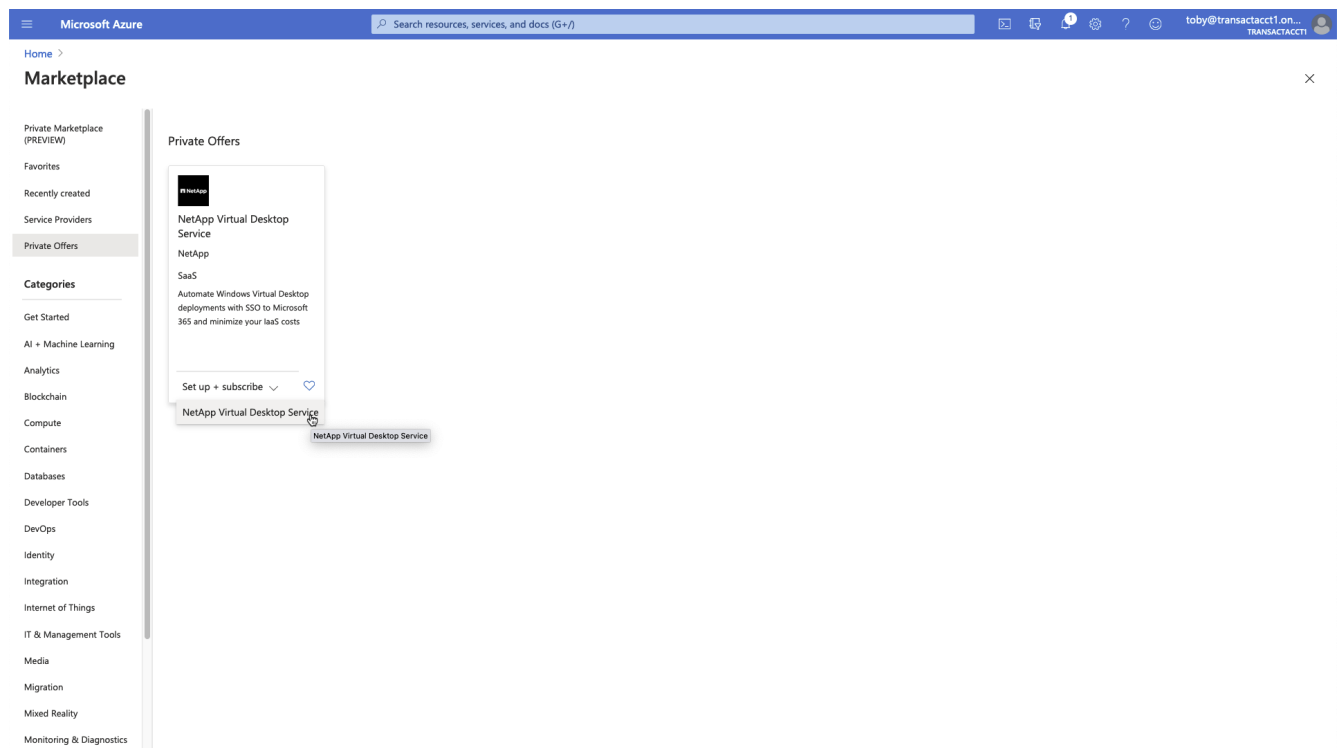 Microsoft Azure
Search resources, services, and docs (G+/)
1
toby@transactacct1.on...
TRANSACTACCT1
Home >
Marketplace
Private Marketplace
(PREVIEW)
Favorites
Recently created
Service Providers
Private Offers
Categories
Get Started
AI + Machine Learning
Analytics
Blockchain
Compute
Containers
Databases
Developer Tools
DevOps
Identity
Integration
Internet of Things
IT & Management Tools
Media
Migration
Mixed Reality
Monitoring & Diagnostics
Private Offers
NetApp
NetApp Virtual Desktop
Service
NetApp
SaaS
Automate Windows Virtual Desktop
deployments with SSO to Microsoft
365 and minimize your IaaS costs
Set up + subscribe
NetApp Virtual Desktop Service
NetApp Virtual Desktop Service